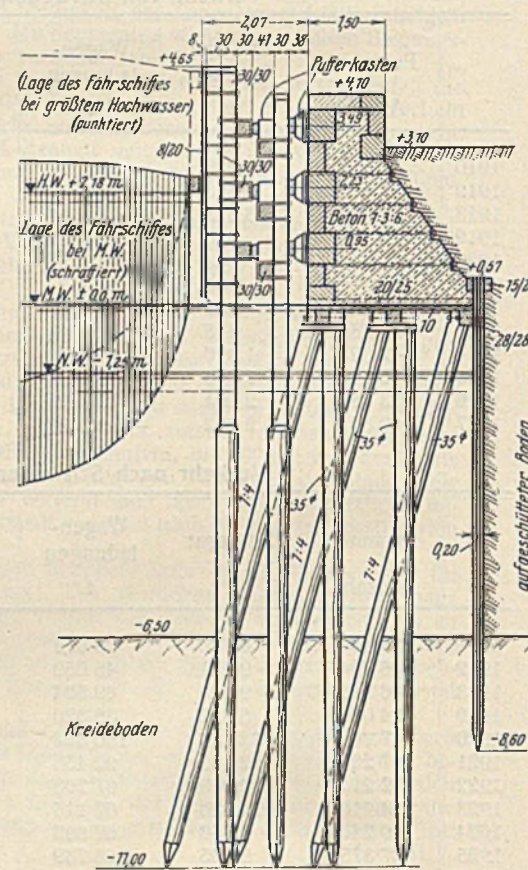 2,07
1,50
8
30
30
41
30
38
+4,65
Pufferkasten
(Lage des Fährschiffes
bei größtem Hochwasser)
(punktiert)
30/30
+4,10
3,49
+3,10
8/20
30/30
H.W. + 2,18 m
2,22
Lage des Fährschiffes
bei M.W.
(schraffiert)
Beton 1:3:6
0,95
+0,57
30/30
20/25
M.W. ± 0,0 m
10
28/28
N.W. - 1,25 m
35 ⌀
35 ⌀
35 ⌀
1:4
1:4
1:4
0,20
aufgeschütteter Boden
-6,50
Kreideboden
-8,60
-11,00